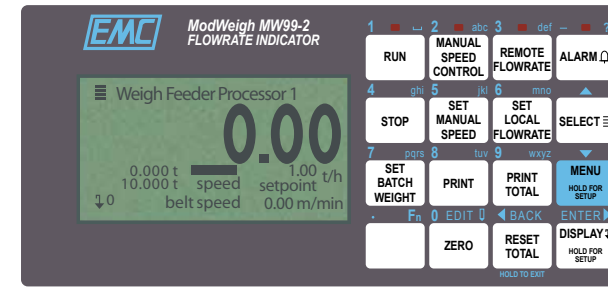 EMC
ModWeigh MW99-2
FLOWRATE INDICATOR
Weigh Feeder Processor 1
0.00
0.000 t
1.00 t/h
10.000 t
speed
setpoint
0
belt speed
0.00 m/min
1
2 abc
3 def
– ?
RUN
MANUAL
SPEED
CONTROL
REMOTE
FLOWRATE
ALARM
4 ghi
5 jkl
6 mno
STOP
SET
MANUAL
SPEED
SET
LOCAL
FLOWRATE
SELECT
7 pqrs
8 tuv
9 wxyz
SET
BATCH
WEIGHT
PRINT
PRINT
TOTAL
MENU
HOLD FOR
SETUP
. Fn
0 EDIT
BACK
ENTER
ZERO
RESET
TOTAL
DISPLAY
HOLD FOR
SETUP
HOLD TO EXIT